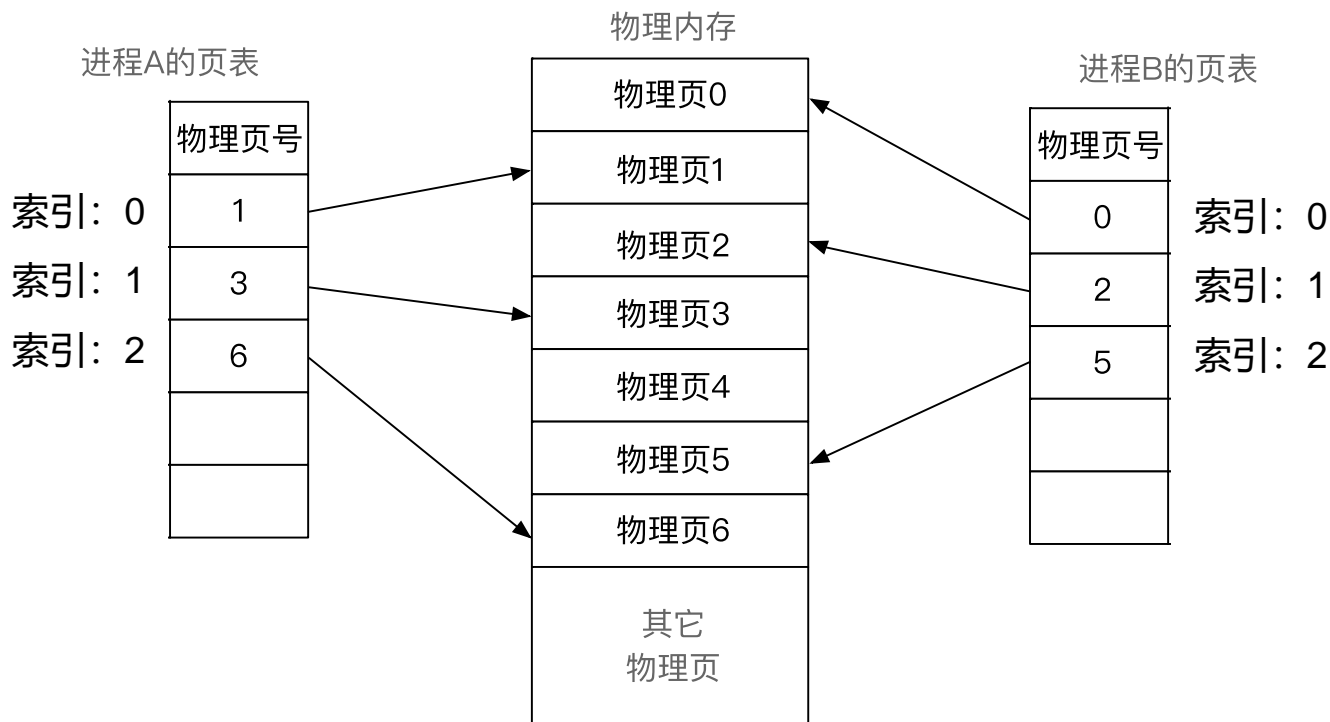 物理内存
进程A的页表
进程B的页表
物理页号
索引：0
1
索引：1
3
索引：2
6
物理页0
物理页1
物理页2
物理页3
物理页4
物理页5
物理页6
其它
物理页
物理页号
0
索引：0
2
索引：1
5
索引：2